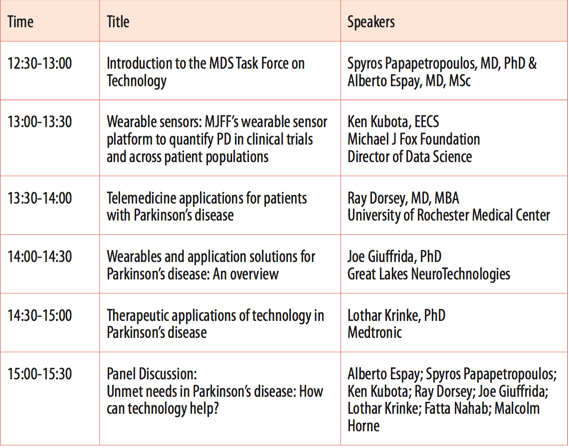 Time Title Speakers
12:30-13:00 Introduction to the MDS Task Force on Spyros Papapetropoulos, MD, PhD &
Technology Alberto Espay, MD, MSc
13:00-13:30 Wearable sensors: MJFF’s wearable sensor Ken Kubota, EECS
platform to quantify PD in clinical trials Michael J Fox Foundation
and across patient populations Director of Data Science
13:30-14:00 Telemedicine applications for patients Ray Dorsey, MD, MBA
with Parkinson’s disease University of Rochester Medical Center
14:00-14:30 Wearables and application solutions for Joe Giuffrida, PhD
Parkinson’s disease: An overview Great Lakes NeuroTechnologies
14:30-15:00 Therapeutic applications of technology in Lothar Krinke, PhD
Parkinson’s disease Medtronic
15:00-15:30 Panel Discussion: Alberto Espay; Spyros Papapetropoulos;
Unmet needs in Parkinson’s disease: How Ken Kubota; Ray Dorsey; Joe Giuffrida;
can technology help? Lothar Krinke; Fatta Nahab; Malcolm
Horne